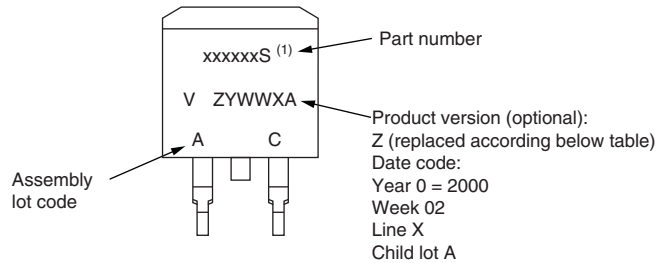 xxxxxxS (1)
Part number
V ZYWWXA
A C
Assembly
lot code
Product version (optional):
Z (replaced according below table)
Date code:
Year 0 = 2000
Week 02
Line X
Child lot A